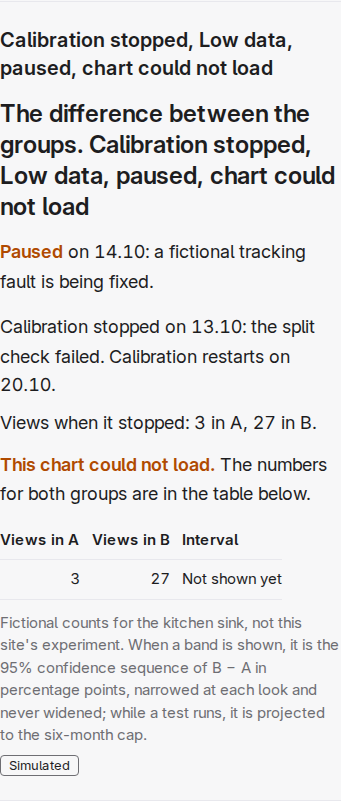 Calibration stopped, Low data,
paused, chart could not load
The difference between the
groups. Calibration stopped,
Low data, paused, chart could
not load
Paused on 14.10: a fictional tracking
fault is being fixed.
Calibration stopped on 13.10: the split
check failed. Calibration restarts on
20.10.
Views when it stopped: 3 in A, 27 in B.
This chart could not load. The numbers
for both groups are in the table below.
Views in A Views in B Interval
3 27 Not shown yet
Fictional counts for the kitchen sink, not this
site's experiment. When a band is shown, it is the
95% confidence sequence of B − A in
percentage points, narrowed at each look and
never widened; while a test runs, it is projected
to the six-month cap.
Simulated